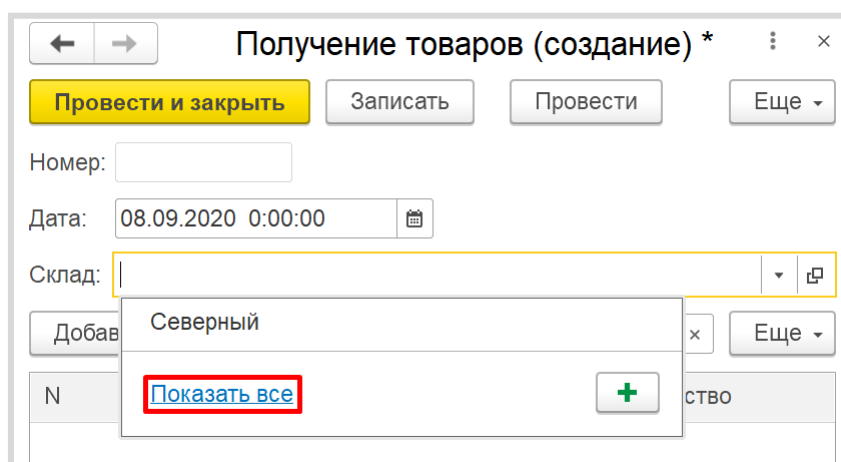 Получение товаров (создание) *
Провести и закрыть Записать Провести Еще
Номер:
Дата: 08.09.2020 0:00:00
Склад:
Северный
Еще
Показать все
N